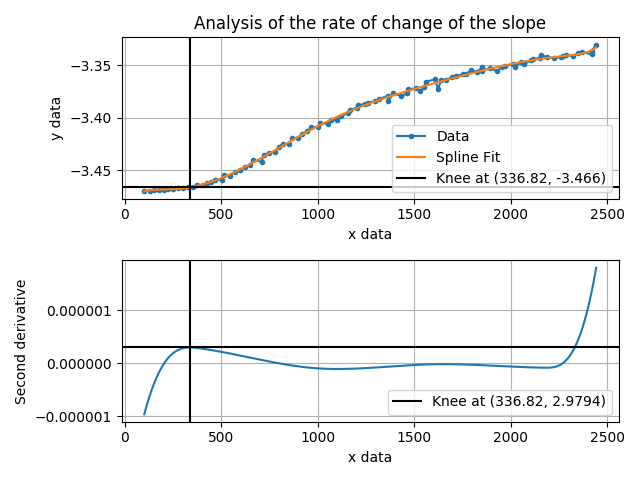 Analysis of the rate of change of the slope
y data
−3.35
−3.40
−3.45
Data
Spline Fit
Knee at (336.82, -3.466)
0 500 1000 1500 2000 2500
x data
Second derivative
0.000001
0.000000
−0.000001
Knee at (336.82, 2.9794)
0 500 1000 1500 2000 2500
x data